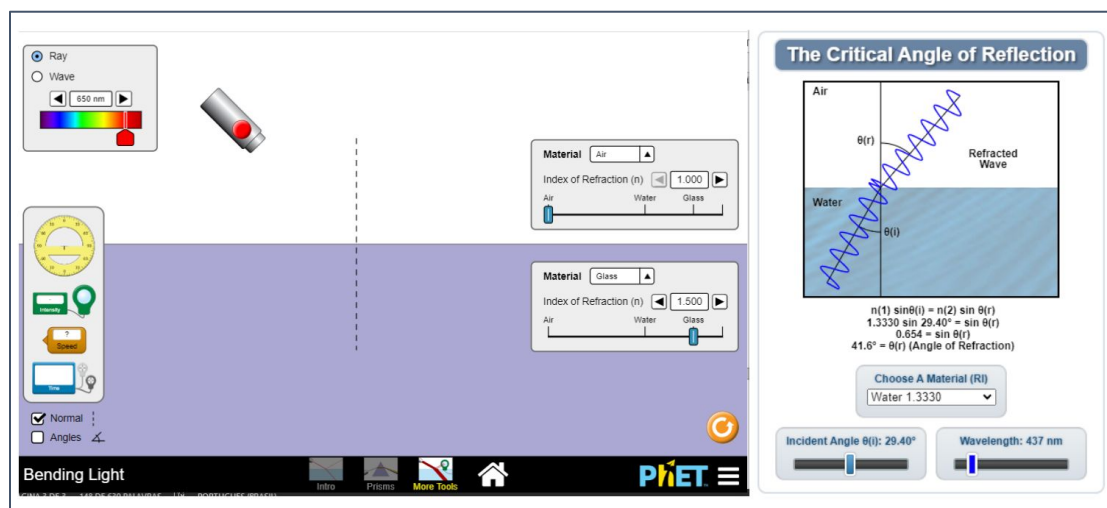 Ray
Wave
650 nm
Material Air
Index of Refraction (n) 1.000
Air Water Glass
Material Glass
Index of Refraction (n) 1.500
Air Water Glass
Intensity
?
Speed
Time
Normal
Angles
Bending Light
Intro
Prisms
More Tools
PhET
The Critical Angle of Reflection
Air
θ(r)
Refracted
Wave
Water
θ(i)
n(1) sinθ(i) = n(2) sin θ(r)
1.3330 sin 29.40° = sin θ(r)
0.654 = sin θ(r)
41.6° = θ(r) (Angle of Refraction)
Choose A Material (RI)
Water 1.3330
Incident Angle θ(i): 29.40°
Wavelength: 437 nm